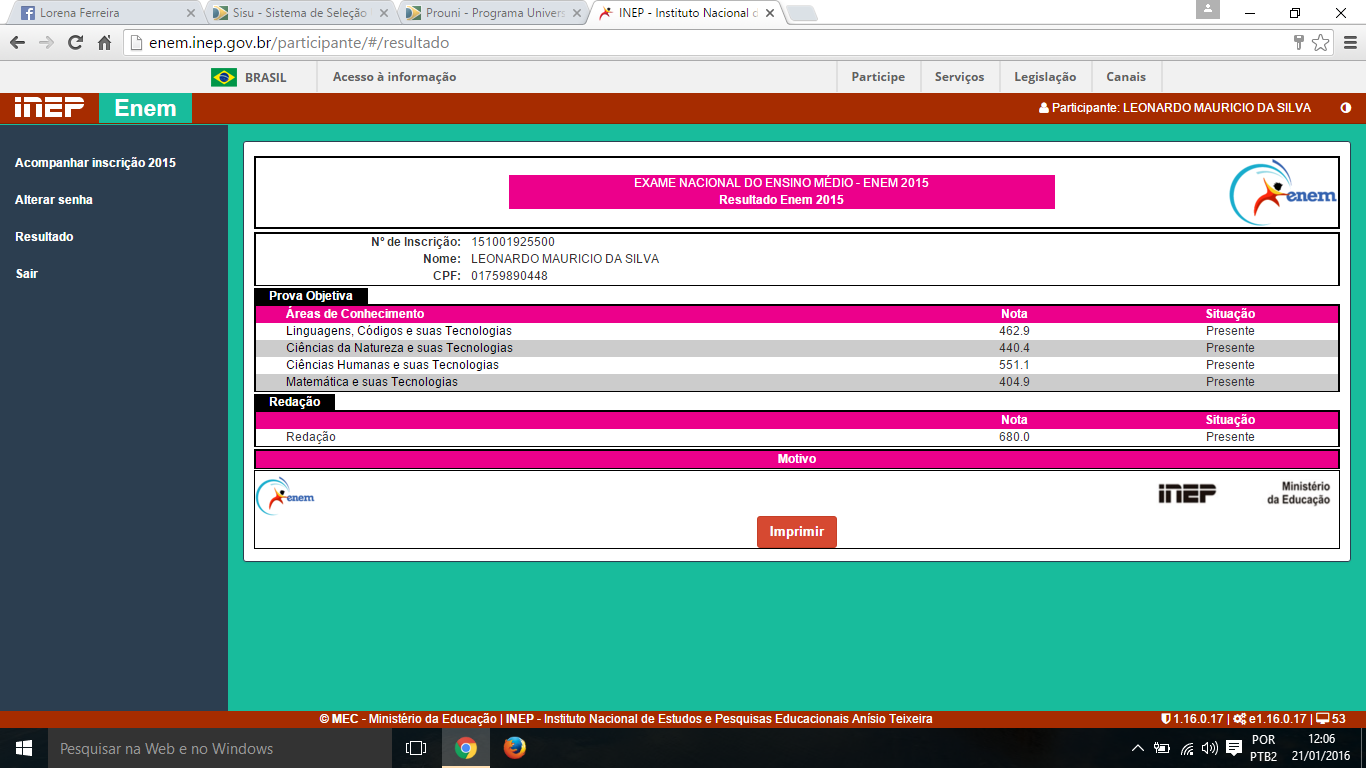 Lorena Ferreira
Sisu - Sistema de Seleção
Prouni - Programa Univers
INEP - Instituto Nacional d
enem.inep.gov.br/participante/#/resultado
BRASIL
Acesso à informação
Participe
Serviços
Legislação
Canais
INEP
Enem
Participante: LEONARDO MAURICIO DA SILVA
Acompanhar inscrição 2015
Alterar senha
Resultado
Sair
EXAME NACIONAL DO ENSINO MÉDIO - ENEM 2015
Resultado Enem 2015
enem
Nº de Inscrição: 151001925500
Nome: LEONARDO MAURICIO DA SILVA
CPF: 01759890448
Prova Objetiva
Áreas de Conhecimento Nota Situação
Linguagens, Códigos e suas Tecnologias 462.9 Presente
Ciências da Natureza e suas Tecnologias 440.4 Presente
Ciências Humanas e suas Tecnologias 551.1 Presente
Matemática e suas Tecnologias 404.9 Presente
Redação
Nota Situação
Redação 680.0 Presente
Motivo
enem
INEP
Ministério
da Educação
Imprimir
© MEC - Ministério da Educação | INEP - Instituto Nacional de Estudos e Pesquisas Educacionais Anísio Teixeira
1.16.0.17 | e1.16.0.17 | 53
Pesquisar na Web e no Windows
POR
PTB2
12:06
21/01/2016